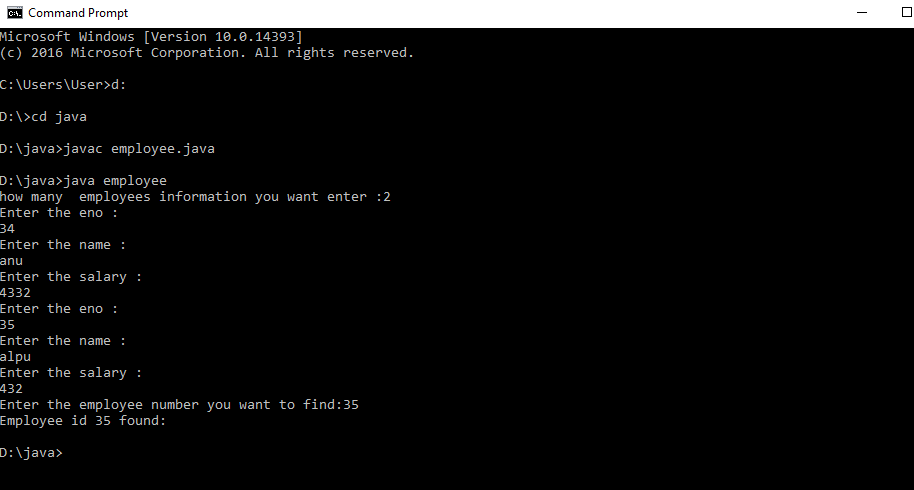 Command Prompt
Microsoft Windows [Version 10.0.14393]
(c) 2016 Microsoft Corporation. All rights reserved.
C:\Users\User>d:
D:\>cd java
D:\java>javac employee.java
D:\java>java employee
how many  employees information you want enter :2
Enter the eno :
34
Enter the name :
anu
Enter the salary :
4332
Enter the eno :
35
Enter the name :
alpu
Enter the salary :
432
Enter the employee number you want to find:35
Employee id 35 found:
D:\java>